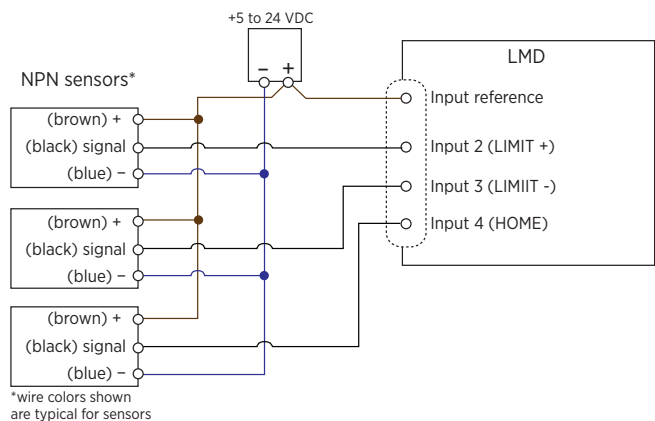 +5 to 24 VDC
– +
LMD
NPN sensors*
Input reference
(brown) +
(black) signal
(blue) –
Input 2 (LIMIT +)
Input 3 (LIMIIT -)
Input 4 (HOME)
(brown) +
(black) signal
(blue) –
(brown) +
(black) signal
(blue) –
*wire colors shown
are typical for sensors